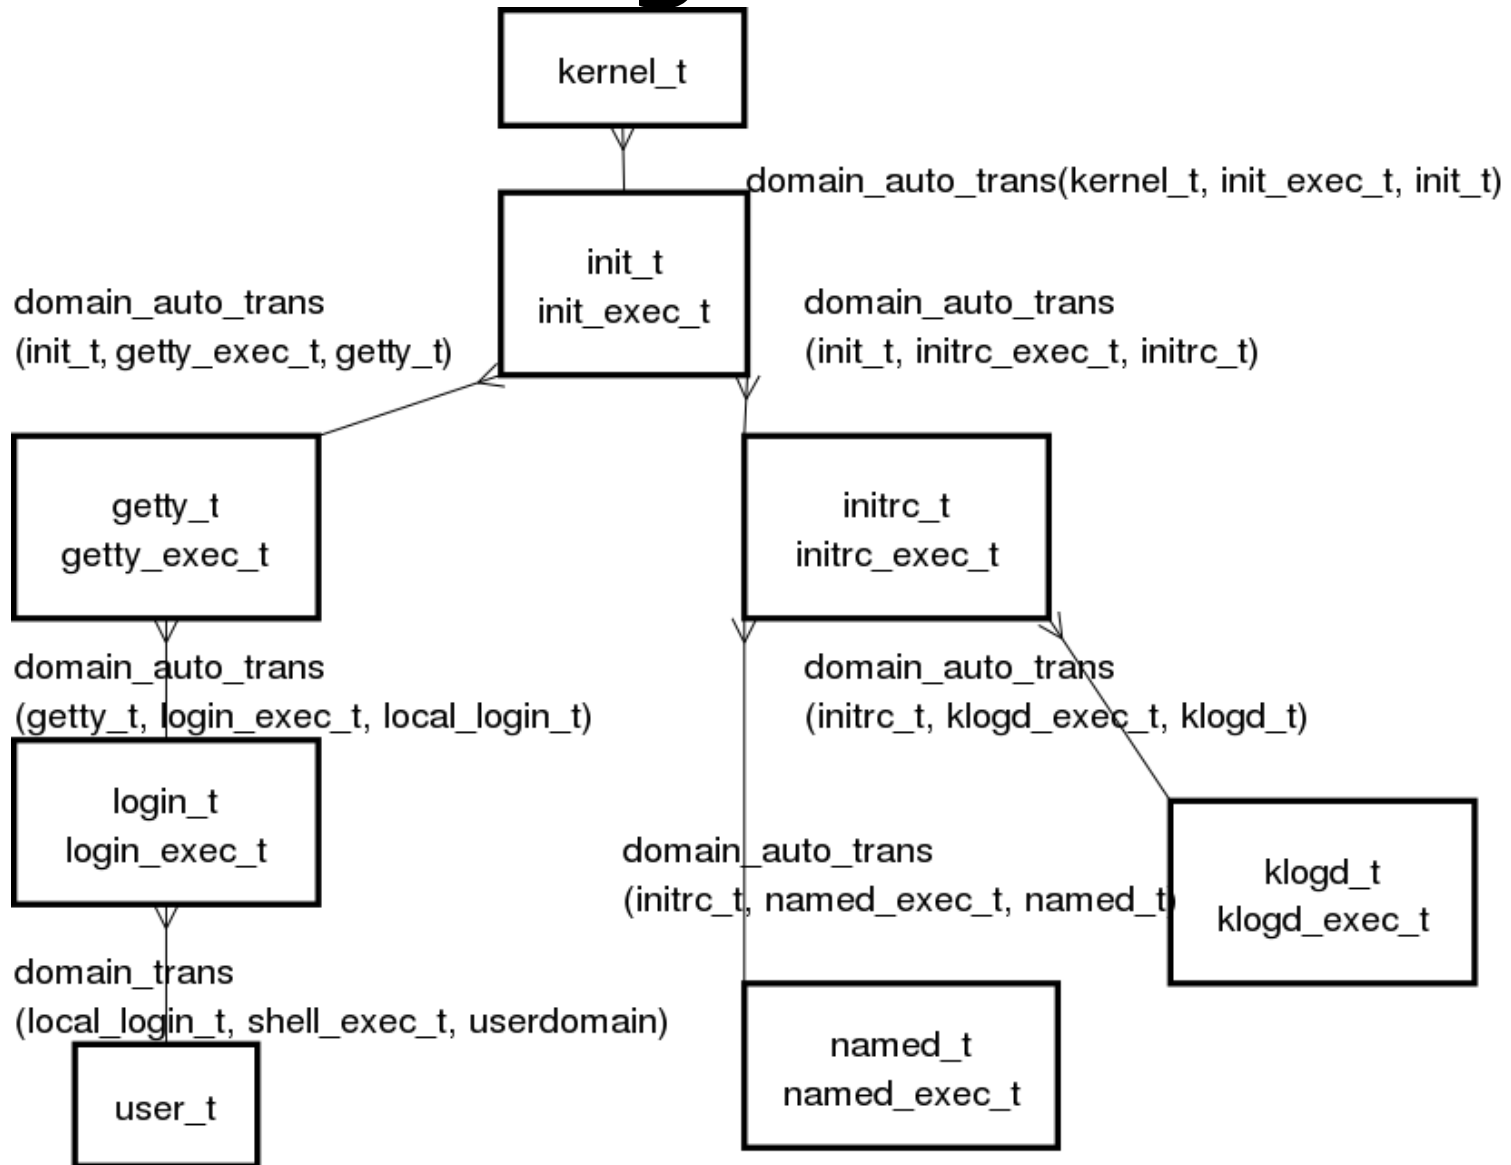 kernel_t
domain_auto_trans(kernel_t, init_exec_t, init_t)
init_t
init_exec_t
domain_auto_trans
(init_t, getty_exec_t, getty_t)
domain_auto_trans
(init_t, initrc_exec_t, initrc_t)
getty_t
getty_exec_t
initrc_t
initrc_exec_t
domain_auto_trans
(getty_t, login_exec_t, local_login_t)
domain_auto_trans
(initrc_t, klogd_exec_t, klogd_t)
login_t
login_exec_t
domain_auto_trans
(initrc_t, named_exec_t, named_t)
klogd_t
klogd_exec_t
domain_trans
(local_login_t, shell_exec_t, userdomain)
user_t
named_t
named_exec_t